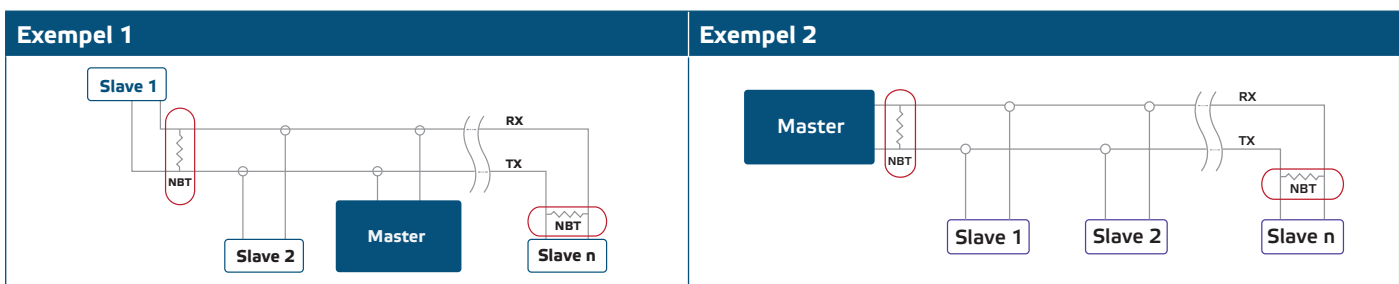 Exempel 1
Slave 1
RX
TX
NBT
NBT
Master
Slave 2
Slave n
Exempel 2
RX
Master
TX
NBT
NBT
Slave 1
Slave 2
Slave n